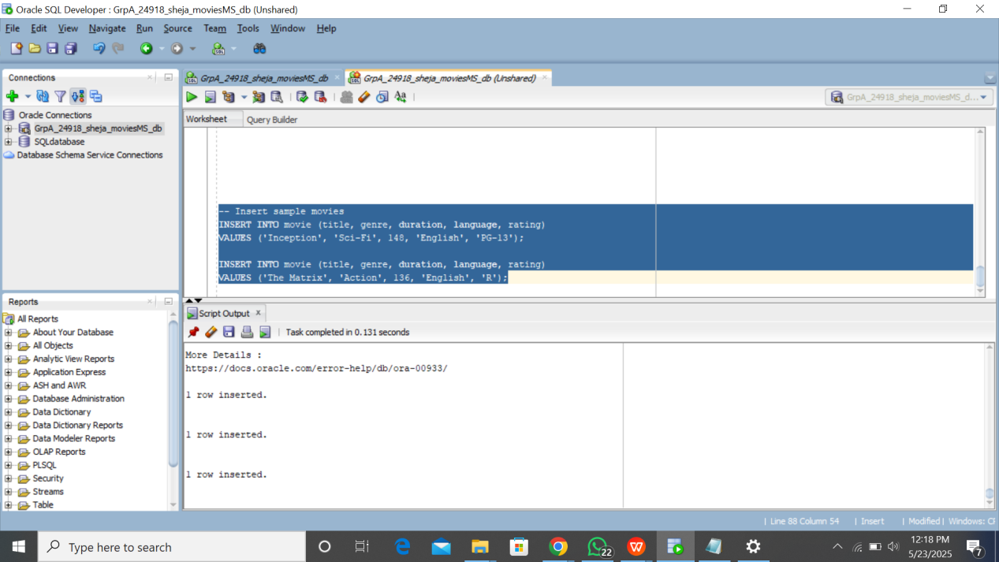 Oracle SQL Developer : GrpA_24918_sheja_moviesMS_db (Unshared)
File Edit View Navigate Run Source Team Tools Window Help
Connections
GrpA_24918_sheja_moviesMS_db
GrpA_24918_sheja_moviesMS_db (Unshared)
GrpA_24918_sheja_moviesMS_d...
Oracle Connections
GrpA_24918_sheja_moviesMS_db
SQLdatabase
Database Schema Service Connections
Worksheet Query Builder
-- Insert sample movies
INSERT INTO movie (title, genre, duration, language, rating)
VALUES ('Inception', 'Sci-Fi', 148, 'English', 'PG-13');
INSERT INTO movie (title, genre, duration, language, rating)
VALUES ('The Matrix', 'Action', 136, 'English', 'R');
Reports
All Reports
About Your Database
All Objects
Analytic View Reports
Application Express
ASH and AWR
Database Administration
Data Dictionary
Data Dictionary Reports
Data Modeler Reports
OLAP Reports
PLSQL
Security
Streams
Table
Script Output x
Task completed in 0.131 seconds
More Details :
https://docs.oracle.com/error-help/db/ora-00933/
1 row inserted.
1 row inserted.
1 row inserted.
| Line 88 Column 54 | Insert | Modified | Windows:
Type here to search
22
12:18 PM
5/23/2025
7